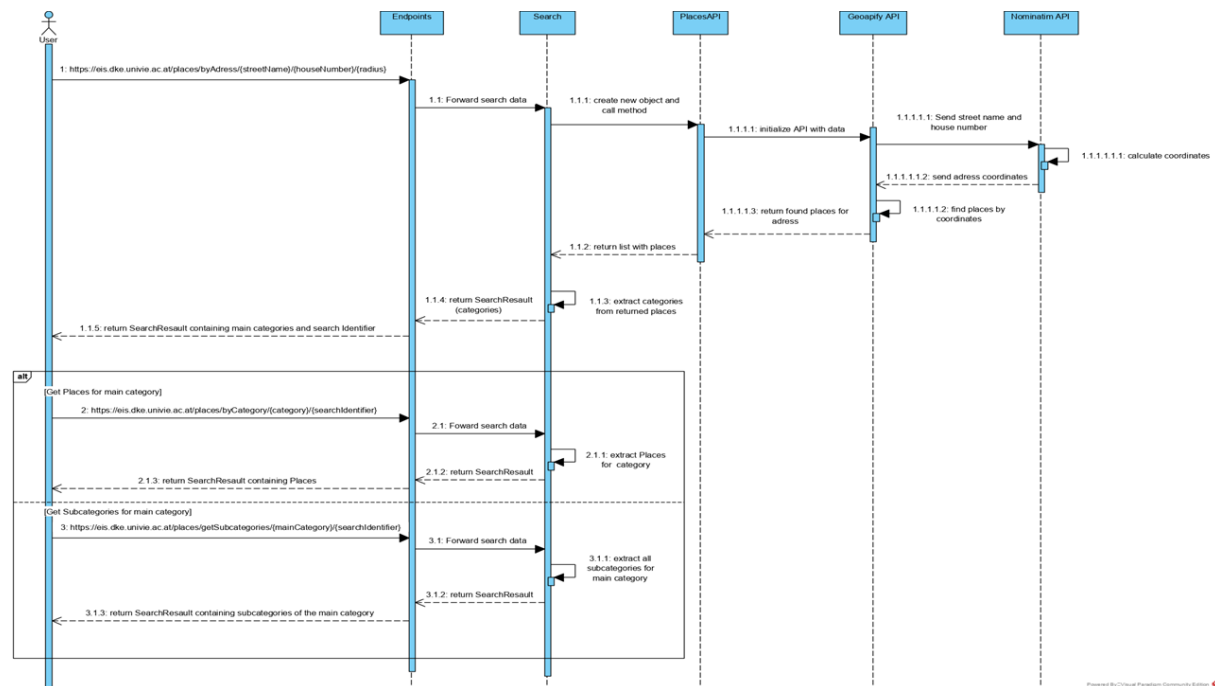 User
Endpoints
Search
PlacesAPI
Geoapify API
Nominatim API
1: https://eis.dke.univie.ac.at/places/byAdress/{streetName}/{houseNumber}/{radius}
1.1: Forward search data
1.1.1: create new object and
call method
1.1.1.1: initialize API with data
1.1.1.1.1: Send street name and
house number
1.1.1.1.1.1: calculate coordinates
1.1.1.1.1.2: send adress coordinates
1.1.1.1.2: find places by
coordinates
1.1.1.1.3: return found places for
adress
1.1.2: return list with places
1.1.3: extract categories
from returned places
1.1.4: return SearchResault
(categories)
1.1.5: return SearchResault containing main categories and search Identifier
alt
[Get Places for main category]
2: https://eis.dke.univie.ac.at/places/byCategory/{category}/{searchIdentifier}
2.1: Foward search data
2.1.1: extract Places
for category
2.1.2: return SearchResault
2.1.3: return SearchResault containing Places
[Get Subcategories for main category]
3: https://eis.dke.univie.ac.at/places/getSubcategories/{mainCategory}/{searchIdentifier}
3.1: Forward search data
3.1.1: extract all
subcategories for
main category
3.1.2: return SearchResault
3.1.3: return SearchResault containing subcategories of the main category
Powered By Visual Paradigm Community Edition